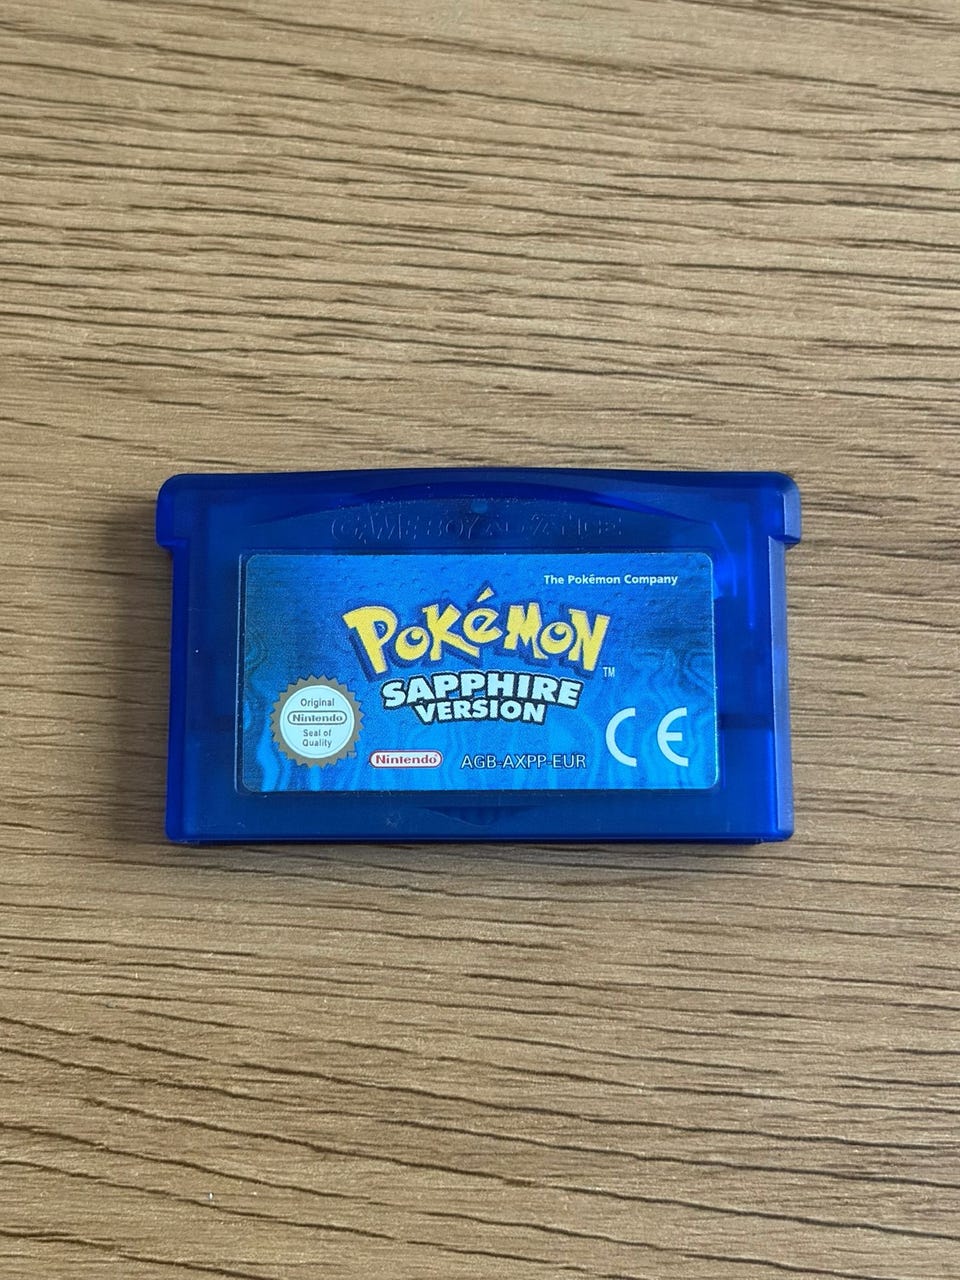 GAME BOY ADVANCE
The Pokémon Company
POKéMON
TM
SAPPHIRE
VERSION
Original
Nintendo
Seal of
Quality
Nintendo
AGB-AXPP-EUR
CE